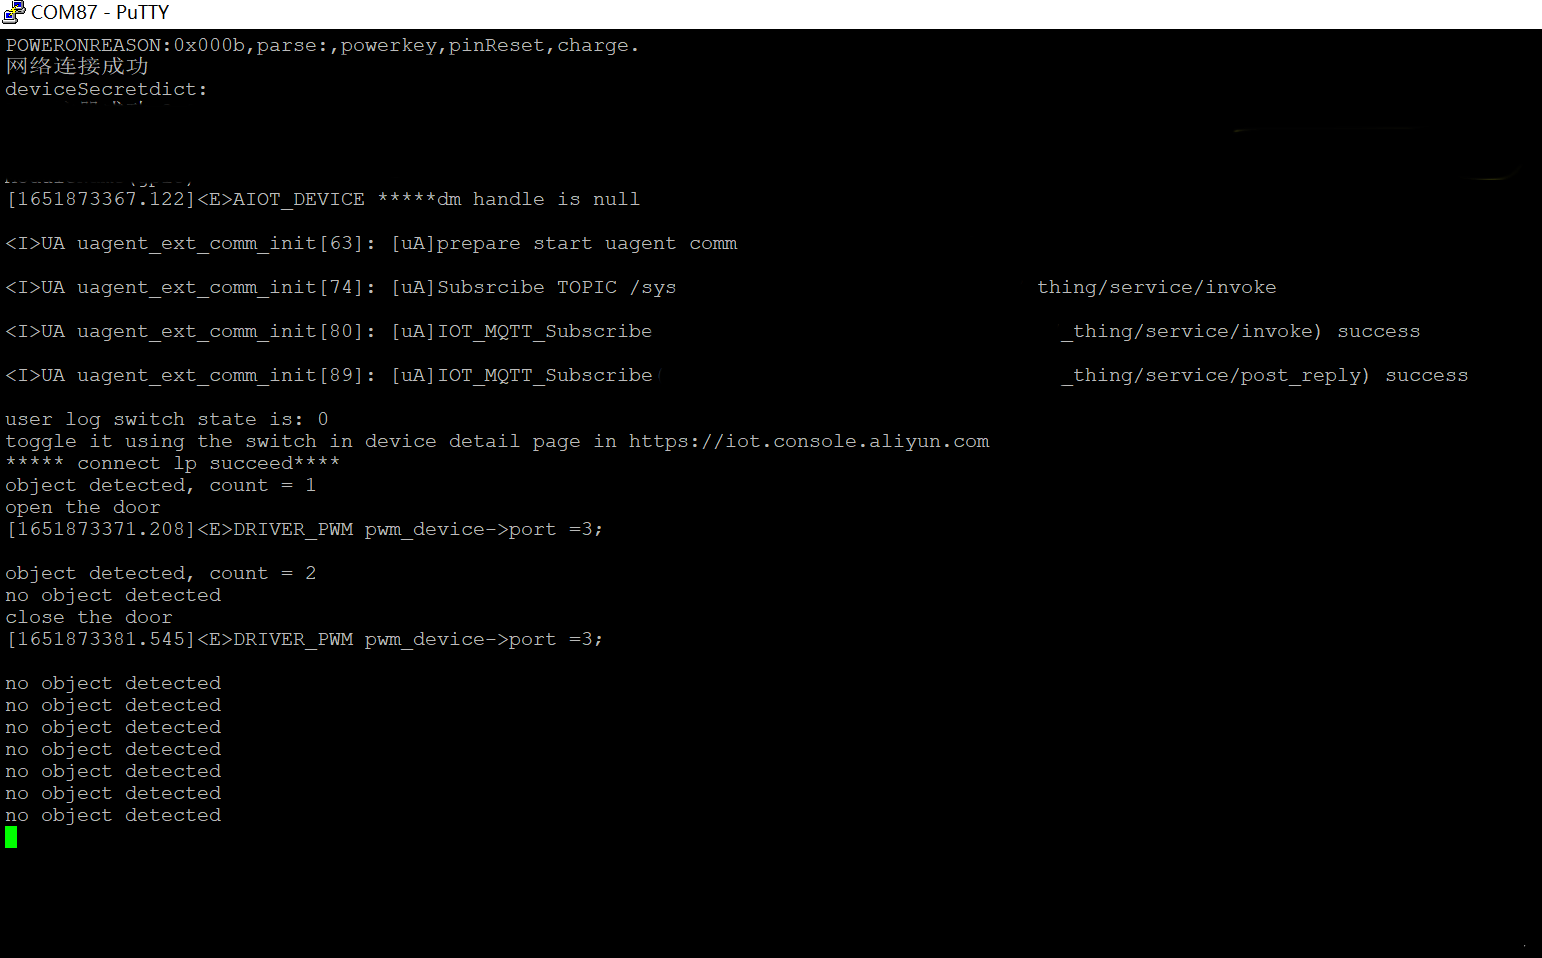 COM87 - PuTTY
POWERONREASON:0x000b,parse:,powerkey,pinReset,charge.
网络连接成功
deviceSecretdict:
[1651873367.122]<E>AIOT_DEVICE *****dm handle is null
<I>UA uagent_ext_comm_init[63]: [uA]prepare start uagent comm
<I>UA uagent_ext_comm_init[74]: [uA]Subsrcibe TOPIC /sys thing/service/invoke
<I>UA uagent_ext_comm_init[80]: [uA]IOT_MQTT_Subscribe _thing/service/invoke) success
<I>UA uagent_ext_comm_init[89]: [uA]IOT_MQTT_Subscribe( _thing/service/post_reply) success
user log switch state is: 0
toggle it using the switch in device detail page in https://iot.console.aliyun.com
***** connect lp succeed****
object detected, count = 1
open the door
[1651873371.208]<E>DRIVER_PWM pwm_device->port =3;
object detected, count = 2
no object detected
close the door
[1651873381.545]<E>DRIVER_PWM pwm_device->port =3;
no object detected
no object detected
no object detected
no object detected
no object detected
no object detected
no object detected